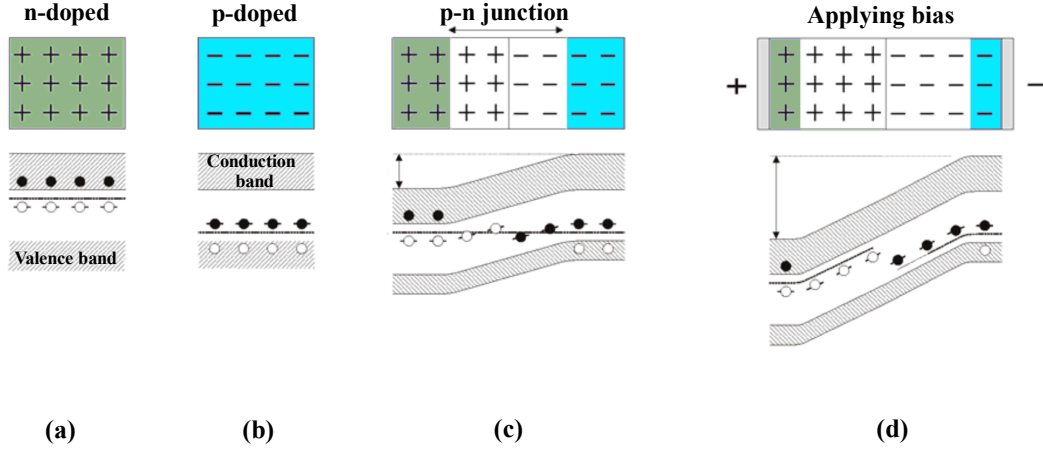 n-doped
p-doped
p-n junction
Applying bias
+ + + +
+ + + +
+ + + +
− − − −
− − − −
− − − −
+ + + + − − − −
+ + + + − − − −
+ + + + − − − −
+ + + + + − − − − − −
+ + + + − − − −
+ + + + − − − −
Conduction
band
Valence band
(a)
(b)
(c)
(d)